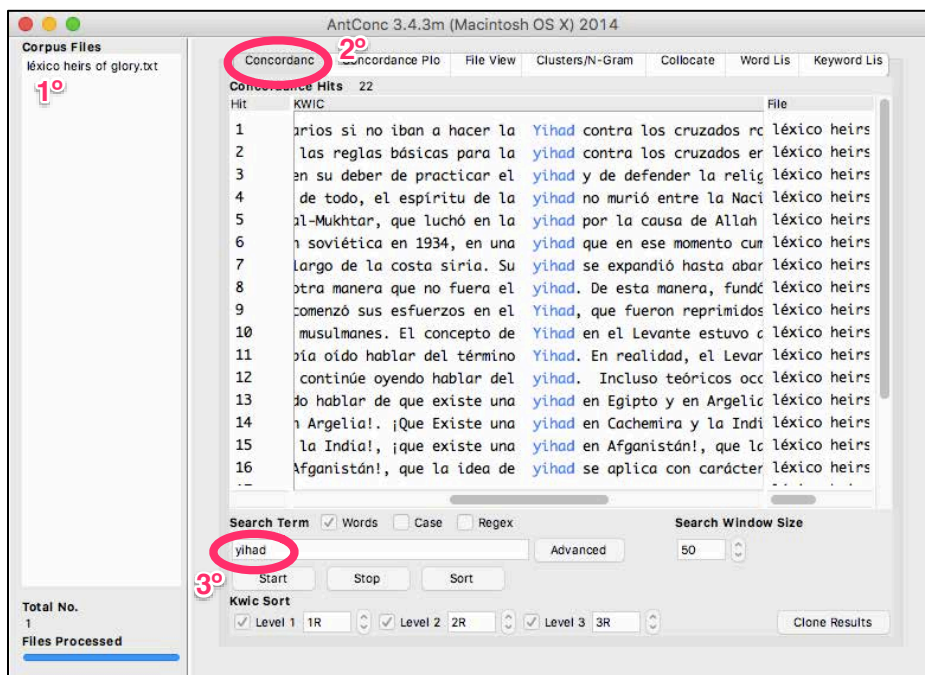 AntConc 3.4.3m (Macintosh OS X) 2014
Corpus Files
léxico heirs of glory.txt
1º
2º
Concordanc Concordance Plo File View Clusters/N-Gram Collocate Word Lis Keyword Lis
Concordance Hits 22
Hit KWIC File
1 arios si no iban a hacer la Yihad contra los cruzados ro léxico heirs
2 las reglas básicas para la yihad contra los cruzados er léxico heirs
3 en su deber de practicar el yihad y de defender la relig léxico heirs
4 de todo, el espíritu de la yihad no murió entre la Naci léxico heirs
5 al-Mukhtar, que luchó en la yihad por la causa de Allah léxico heirs
6 n soviética en 1934, en una yihad que en ese momento cum léxico heirs
7 largo de la costa siria. Su yihad se expandió hasta abar léxico heirs
8 otra manera que no fuera el yihad. De esta manera, fundó léxico heirs
9 comenzó sus esfuerzos en el Yihad, que fueron reprimidos léxico heirs
10 musulmanes. El concepto de Yihad en el Levante estuvo léxico heirs
11 bía oído hablar del término Yihad. En realidad, el Levar léxico heirs
12 continúe oyendo hablar del yihad. Incluso teóricos occ léxico heirs
13 do hablar de que existe una yihad en Egipto y en Argelia léxico heirs
14 n Argelia!. ¡Que Existe una yihad en Cachemira y la Indi léxico heirs
15 la India!, ¡que existe una yihad en Afganistán!, que la léxico heirs
16 Afganistán!, que la idea de yihad se aplica con carácter léxico heirs
Search Term Words Case Regex Search Window Size
yihad Advanced 50
3º
Start Stop Sort
Kwic Sort
Level 1 1R Level 2 2R Level 3 3R Clone Results
Total No.
1
Files Processed